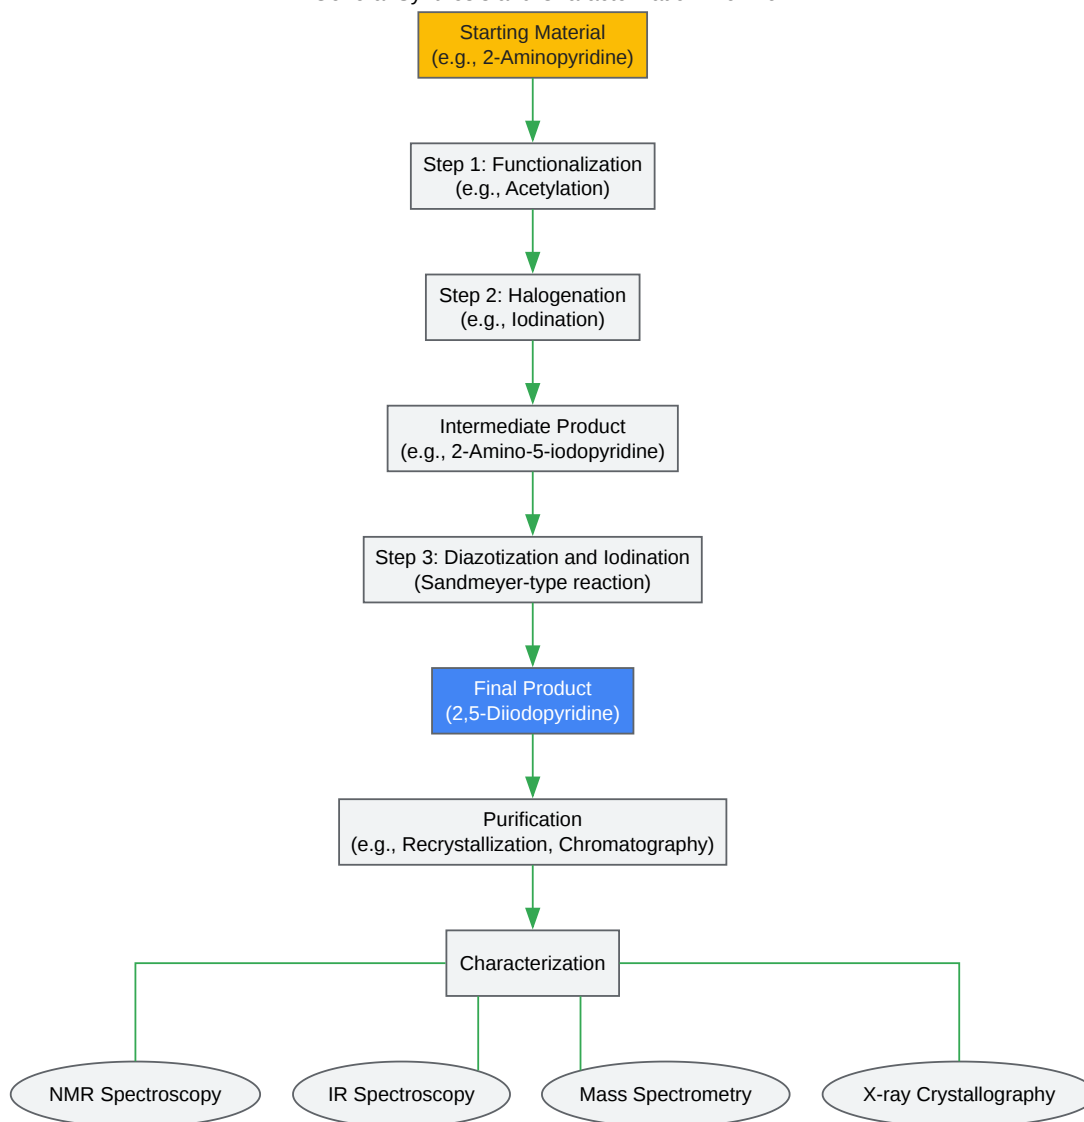 Starting Material
(e.g., 2-Aminopyridine)
Step 1: Functionalization
(e.g., Acetylation)
Step 2: Halogenation
(e.g., Iodination)
Intermediate Product
(e.g., 2-Amino-5-iodopyridine)
Step 3: Diazotization and Iodination
(Sandmeyer-type reaction)
Final Product
(2,5-Diiodopyridine)
Purification
(e.g., Recrystallization, Chromatography)
Characterization
NMR Spectroscopy
IR Spectroscopy
Mass Spectrometry
X-ray Crystallography